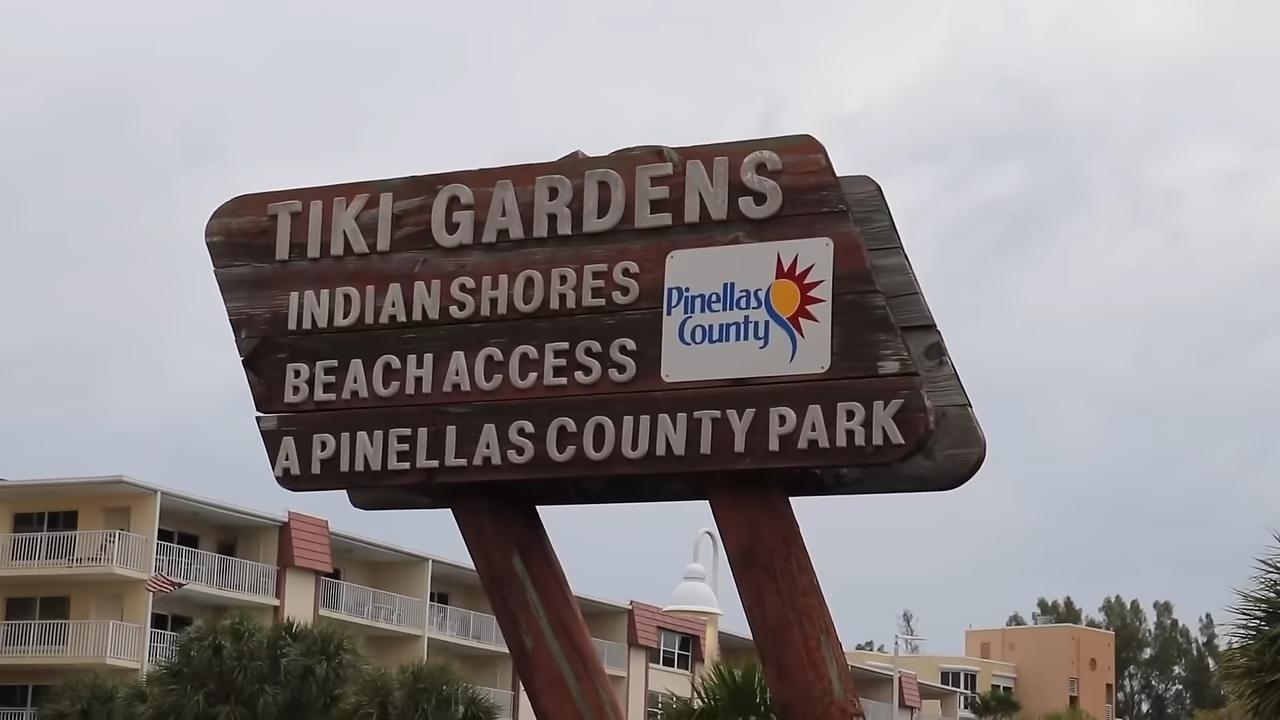 TIKI GARDENS
INDIAN SHORES
BEACH ACCESS
Pinellas
County
A PINELLAS COUNTY PARK